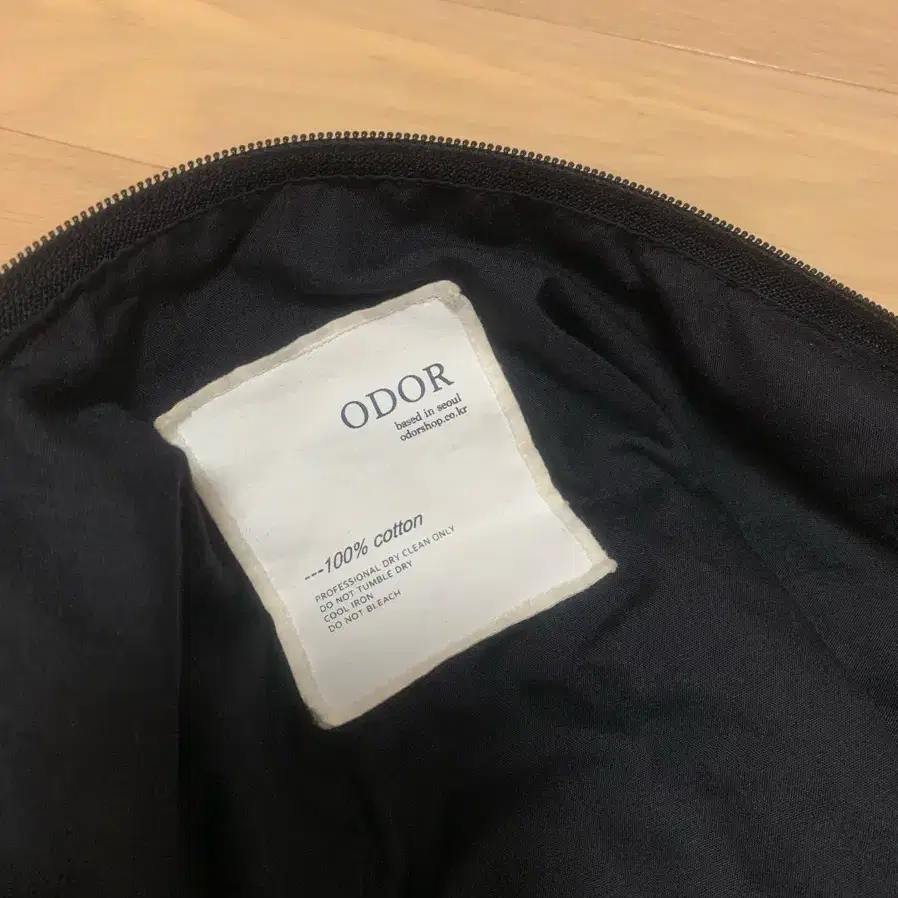 ODOR
based in seoul
odorshop.co.kr
---100% cotton
PROFESSIONAL DRY CLEAN ONLY
DO NOT TUMBLE DRY
COOL IRON
DO NOT BLEACH